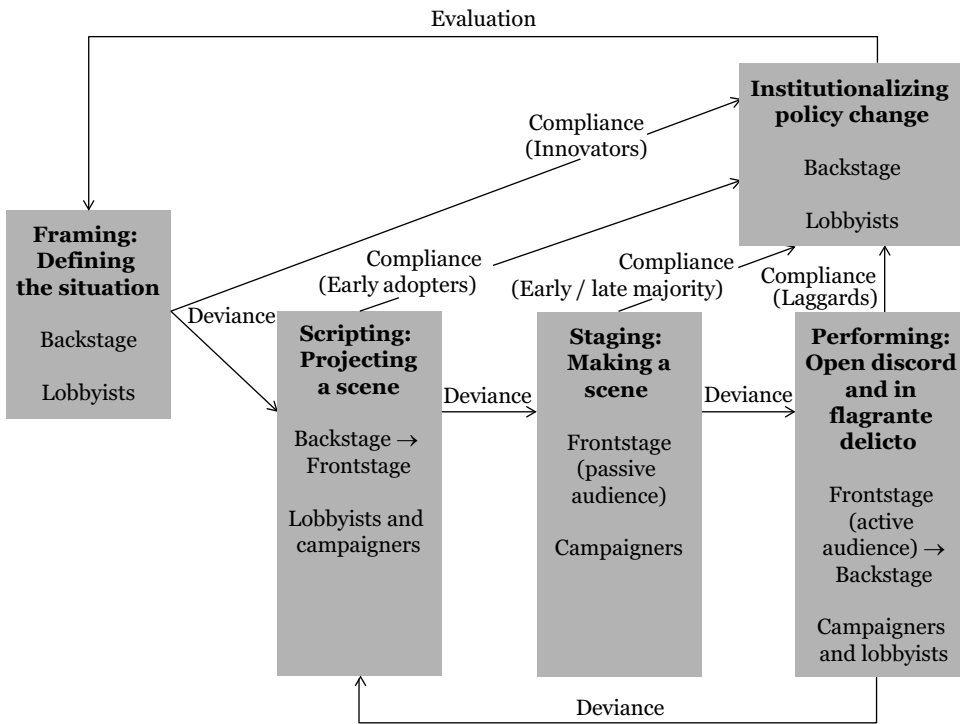 Evaluation
Institutionalizing
policy change
Backstage
Lobbyists
Compliance
(Innovators)
Framing:
Defining
the situation
Backstage
Lobbyists
Compliance
(Early adopters)
Compliance
(Early / late majority)
Compliance
(Laggards)
Deviance
Scripting:
Projecting
a scene
Backstage →
Frontstage
Lobbyists and
campaigners
Deviance
Staging:
Making a
scene
Frontstage
(passive
audience)
Campaigners
Deviance
Performing:
Open discord
and in
flagrante
delicto
Frontstage
(active
audience) →
Backstage
Campaigners
and lobbyists
Deviance